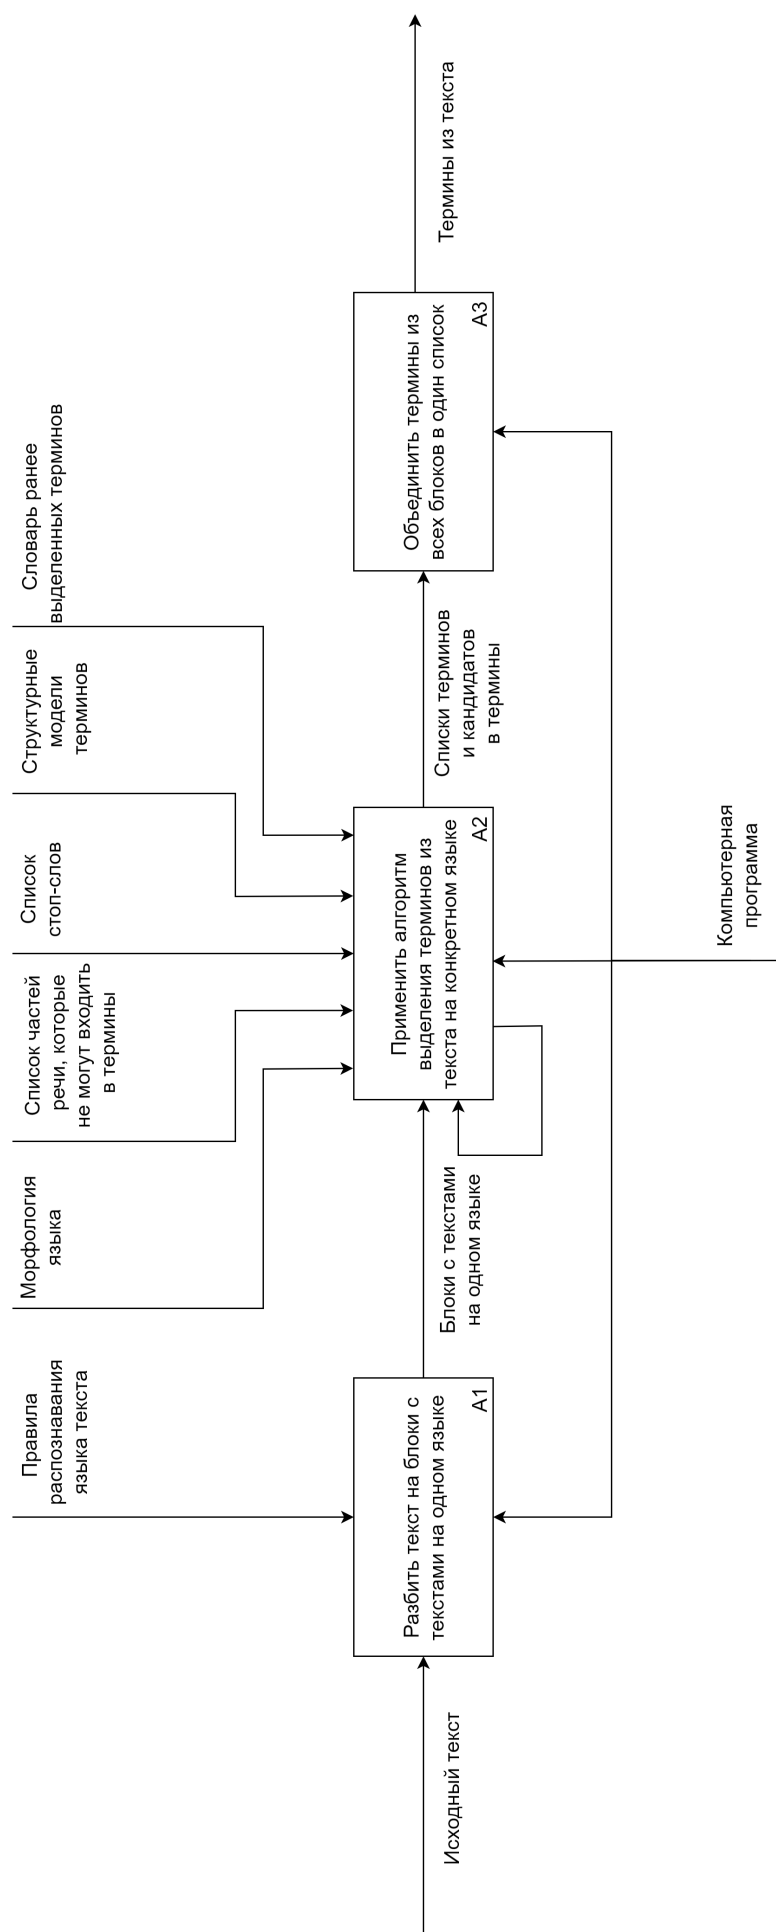 Правила
распознавания
языка текста
Морфология
языка
Список частей
речи, которые
не могут входить
в термины
Список
стоп-слов
Структурные
модели
терминов
Словарь ранее
выделенных терминов
Исходный текст
Разбить текст на блоки с
текстами на одном языке
А1
Блоки с текстами
на одном языке
Применить алгоритм
выделения терминов из
текста на конкретном языке
А2
Списки терминов
и кандидатов
в термины
Объединить термины из
всех блоков в один список
А3
Термины из текста
Компьютерная
программа